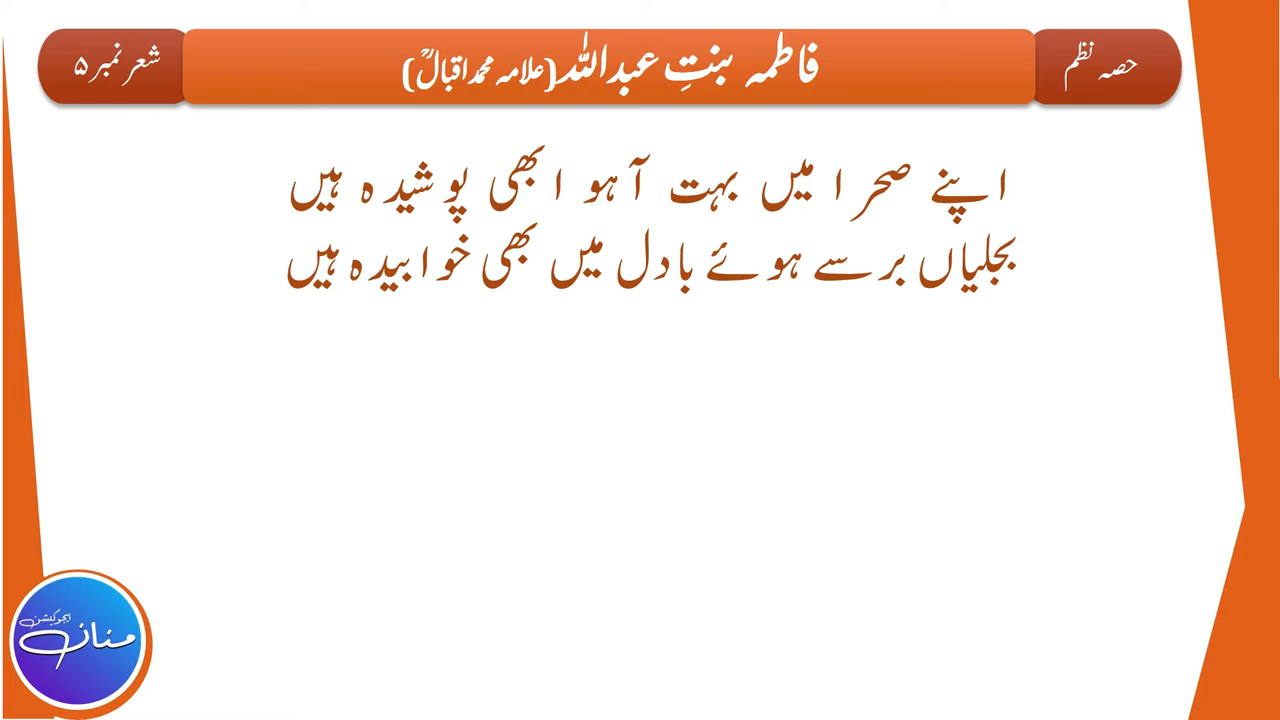 حصہ نظم
فاطمہ بنتِ عبداللہ (علامہ محمد اقبالؒ)
شعر نمبر ۵
اپنے صحرا میں بہت آہو ابھی پوشیدہ ہیں
بجلیاں برسے ہوئے بادل میں بھی خوابیدہ ہیں
ایجوکیشن
منان